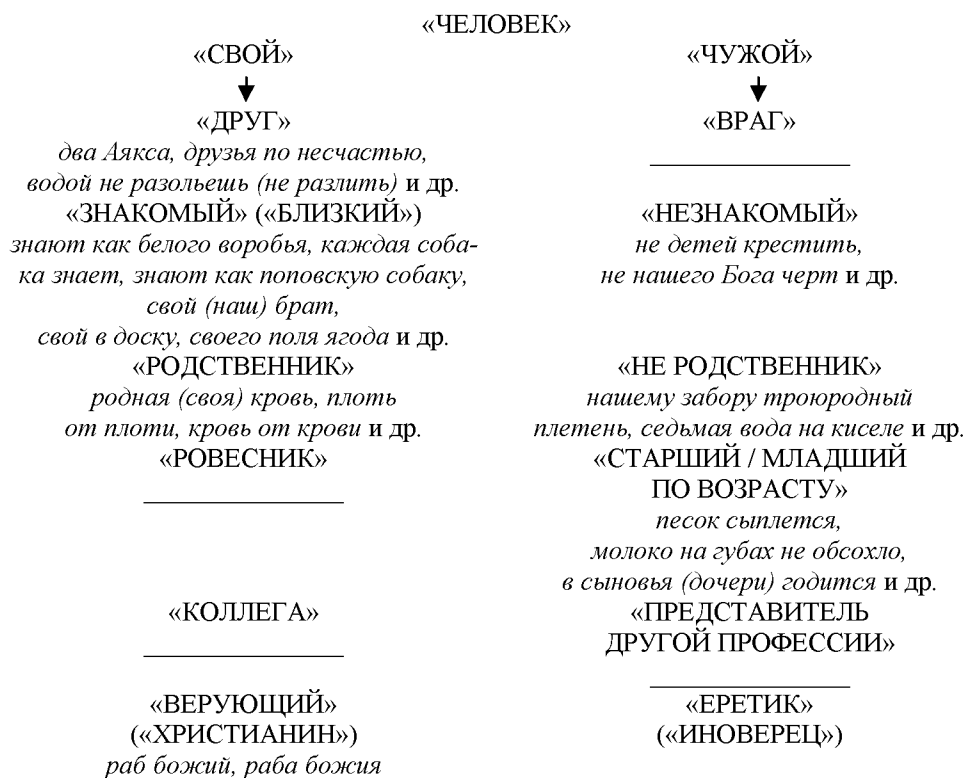 «ЧЕЛОВЕК»
«СВОЙ»
«ДРУГ»
два Аякса, друзья по несчастью,
водой не разольешь (не разлить) и др.
«ЗНАКОМЫЙ» («БЛИЗКИЙ»)
знают как белого воробья, каждая соба-
ка знает, знают как поповскую собаку,
свой (наш) брат,
свой в доску, своего поля ягода и др.
«РОДСТВЕННИК»
родная (своя) кровь, плоть
от плоти, кровь от крови и др.
«РОВЕСНИК»
«КОЛЛЕГА»
«ВЕРУЮЩИЙ»
(«ХРИСТИАНИН»)
раб божий, раба божия
«ЧУЖОЙ»
«ВРАГ»
«НЕЗНАКОМЫЙ»
не детей крестить,
не нашего Бога черт и др.
«НЕ РОДСТВЕННИК»
нашему забору троюродный
плетень, седьмая вода на киселе и др.
«СТАРШИЙ / МЛАДШИЙ
ПО ВОЗРАСТУ»
песок сыплется,
молоко на губах не обсохло,
в сыновья (дочери) годится и др.
«ПРЕДСТАВИТЕЛЬ
ДРУГОЙ ПРОФЕССИИ»
«ЕРЕТИК»
(«ИНОВЕРЕЦ»)